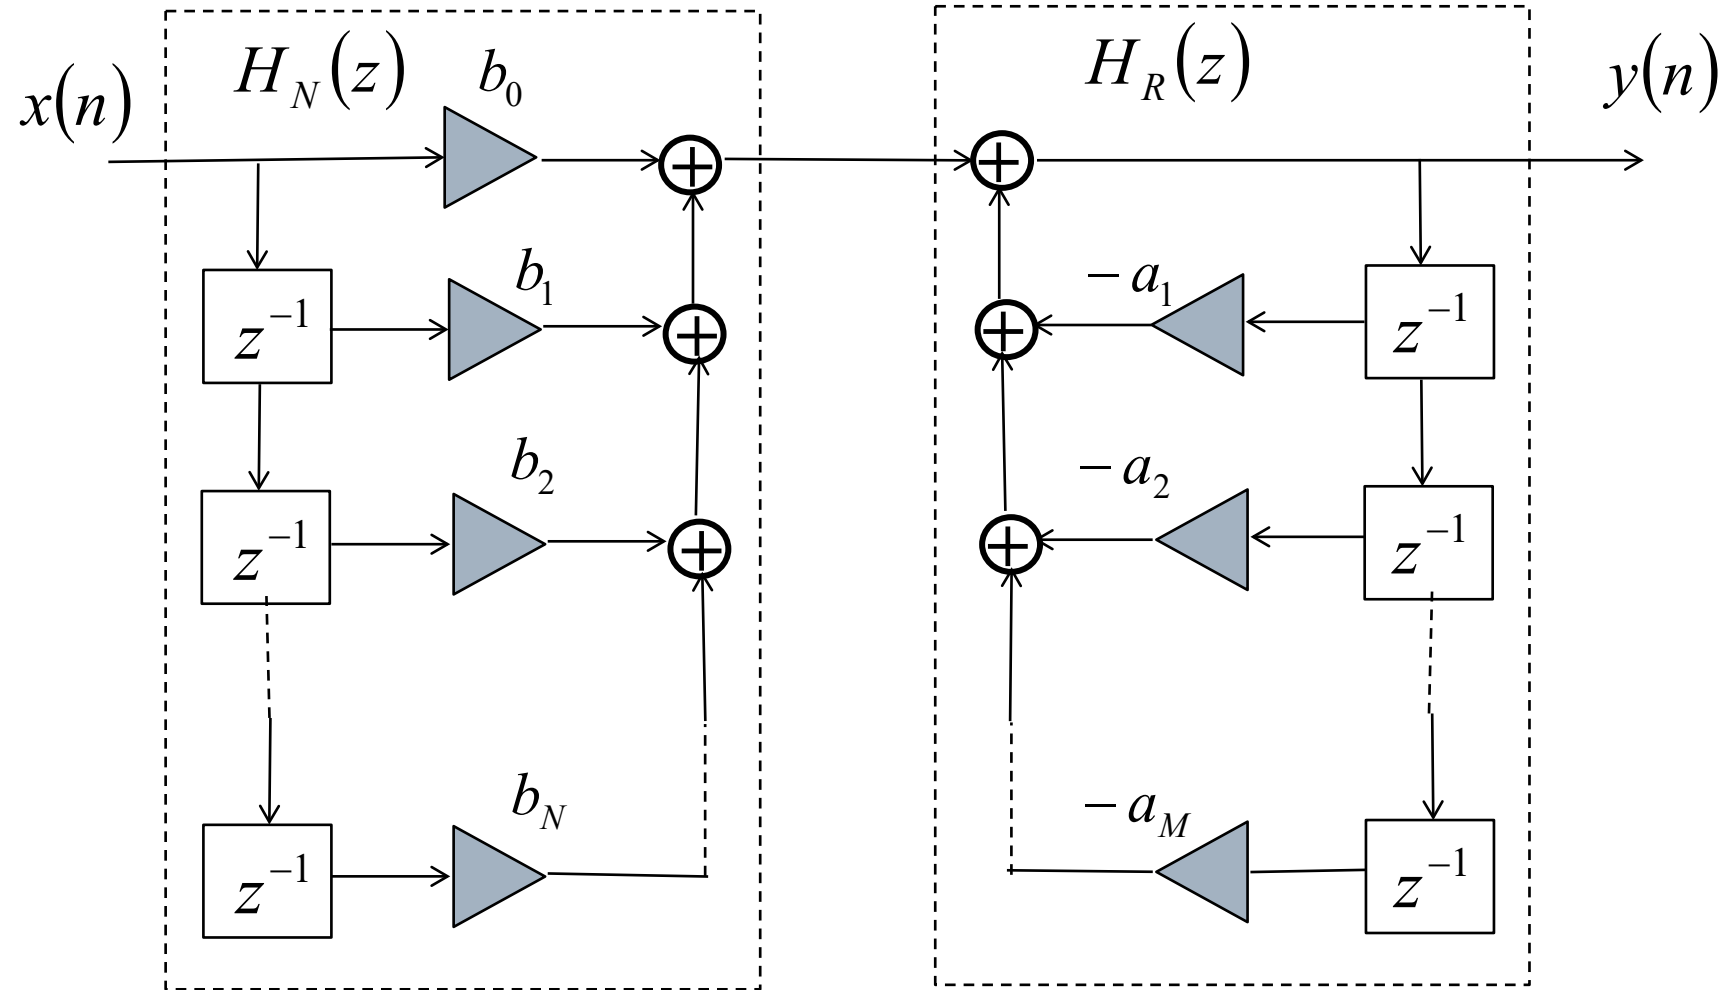 x(n)
H_N(z)
b_0
H_R(z)
y(n)
+
+
z^{-1}
b_1
+
+
-a_1
z^{-1}
z^{-1}
b_2
+
+
-a_2
z^{-1}
z^{-1}
b_N
-a_M
z^{-1}